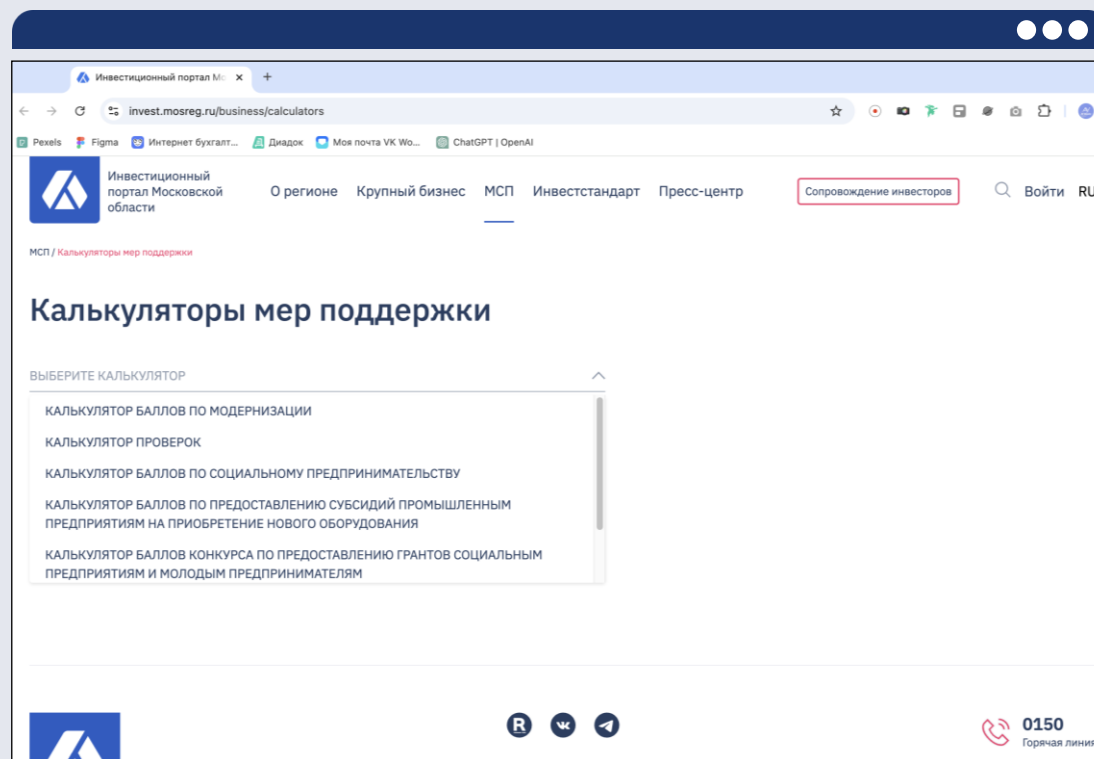 Инвестиционный портал Мо
invest.mosreg.ru/business/calculators
Pexels Figma Интернет бухгалт... Диадок Моя почта VK Wo... ChatGPT | OpenAI
Инвестиционный
портал Московской
области
О регионе Крупный бизнес МСП Инвестстандарт Пресс-центр Сопровождение инвесторов Войти RU
МСП / Калькуляторы мер поддержки
Калькуляторы мер поддержки
ВЫБЕРИТЕ КАЛЬКУЛЯТОР
КАЛЬКУЛЯТОР БАЛЛОВ ПО МОДЕРНИЗАЦИИ
КАЛЬКУЛЯТОР ПРОВЕРОК
КАЛЬКУЛЯТОР БАЛЛОВ ПО СОЦИАЛЬНОМУ ПРЕДПРИНИМАТЕЛЬСТВУ
КАЛЬКУЛЯТОР БАЛЛОВ ПО ПРЕДОСТАВЛЕНИЮ СУБСИДИЙ ПРОМЫШЛЕННЫМ
ПРЕДПРИЯТИЯМ НА ПРИОБРЕТЕНИЕ НОВОГО ОБОРУДОВАНИЯ
КАЛЬКУЛЯТОР БАЛЛОВ КОНКУРСА ПО ПРЕДОСТАВЛЕНИЮ ГРАНТОВ СОЦИАЛЬНЫМ
ПРЕДПРИЯТИЯМ И МОЛОДЫМ ПРЕДПРИНИМАТЕЛЯМ
0150
Горячая линия